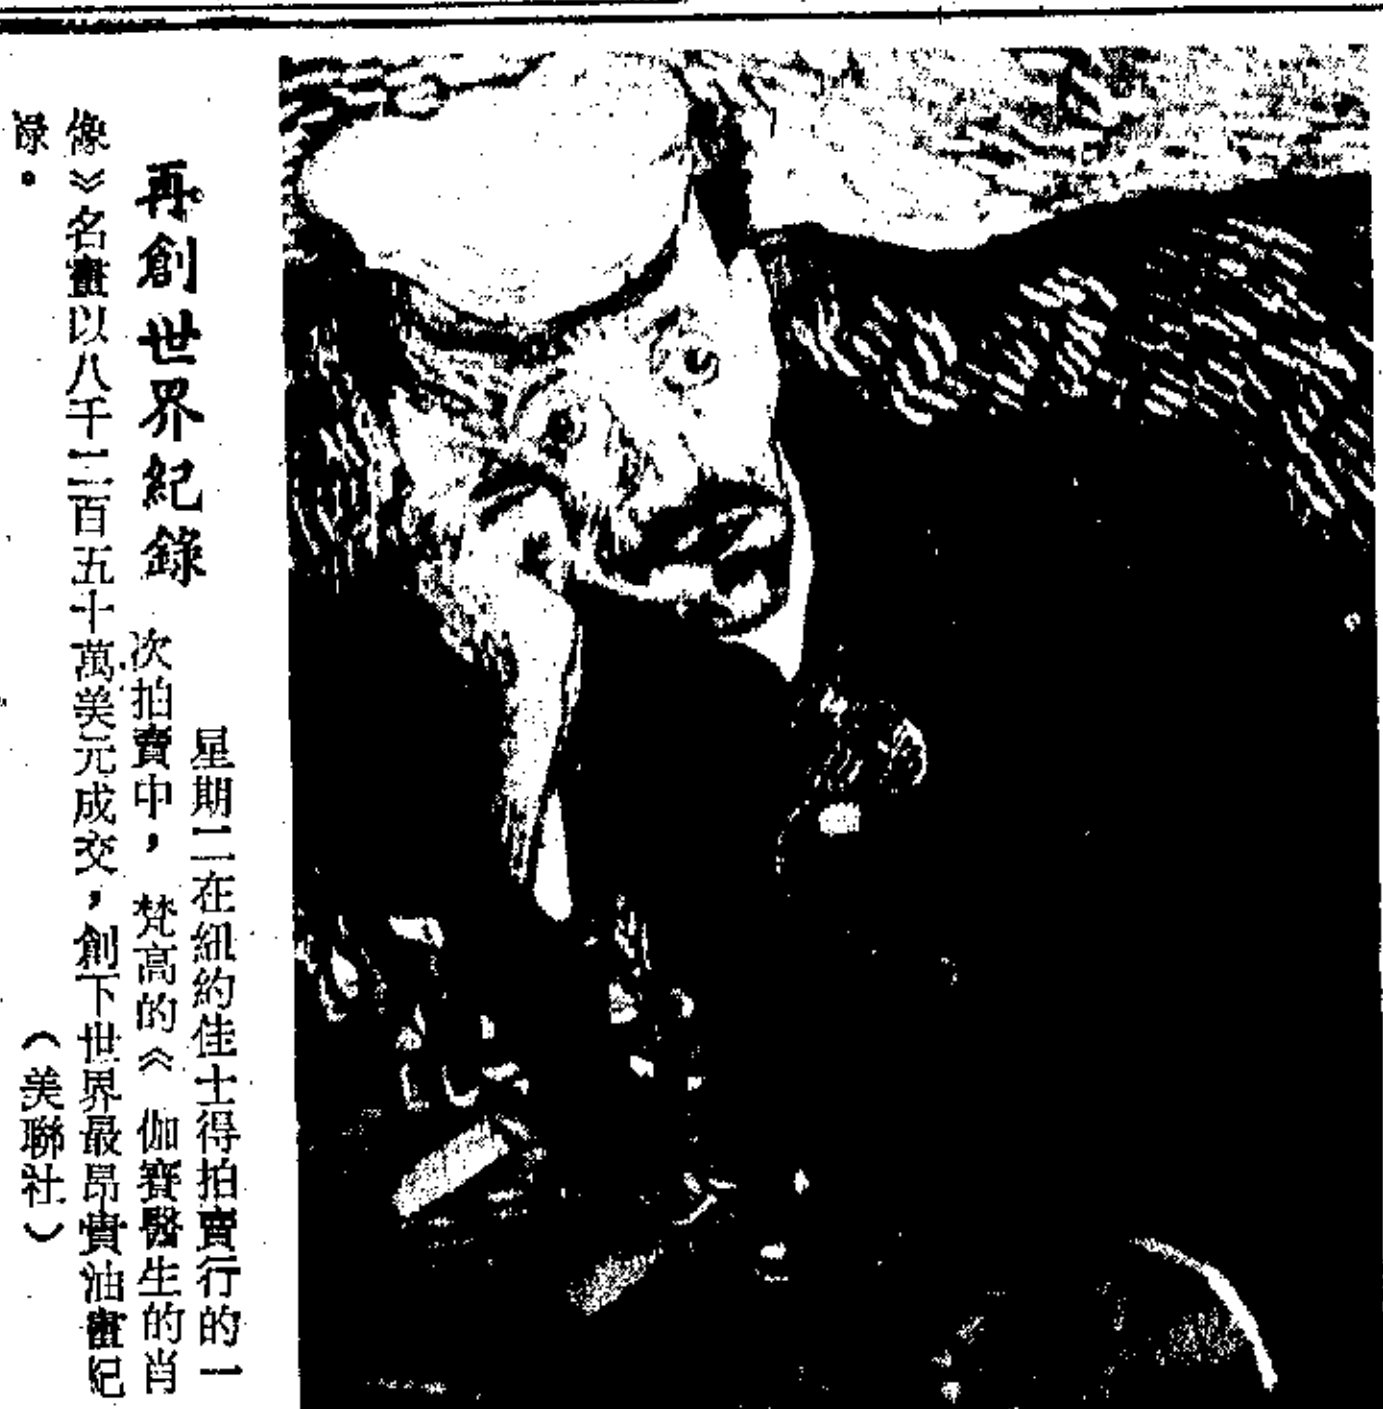 再創世界紀錄
星期二在紐約佳士得拍賣行的一
次拍賣中，梵高的《伽賽醫生的肖
像》名畫以八千二百五十萬美元成交，創下世界最昂貴油畫紀
錄。
（美聯社）